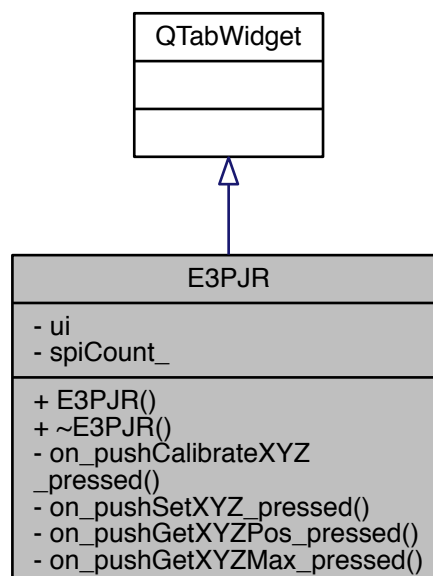 QTabWidget
E3PJR
- ui
- spiCount_
+ E3PJR()
+ ~E3PJR()
- on_pushCalibrateXYZ
_pressed()
- on_pushSetXYZ_pressed()
- on_pushGetXYZPos_pressed()
- on_pushGetXYZMax_pressed()